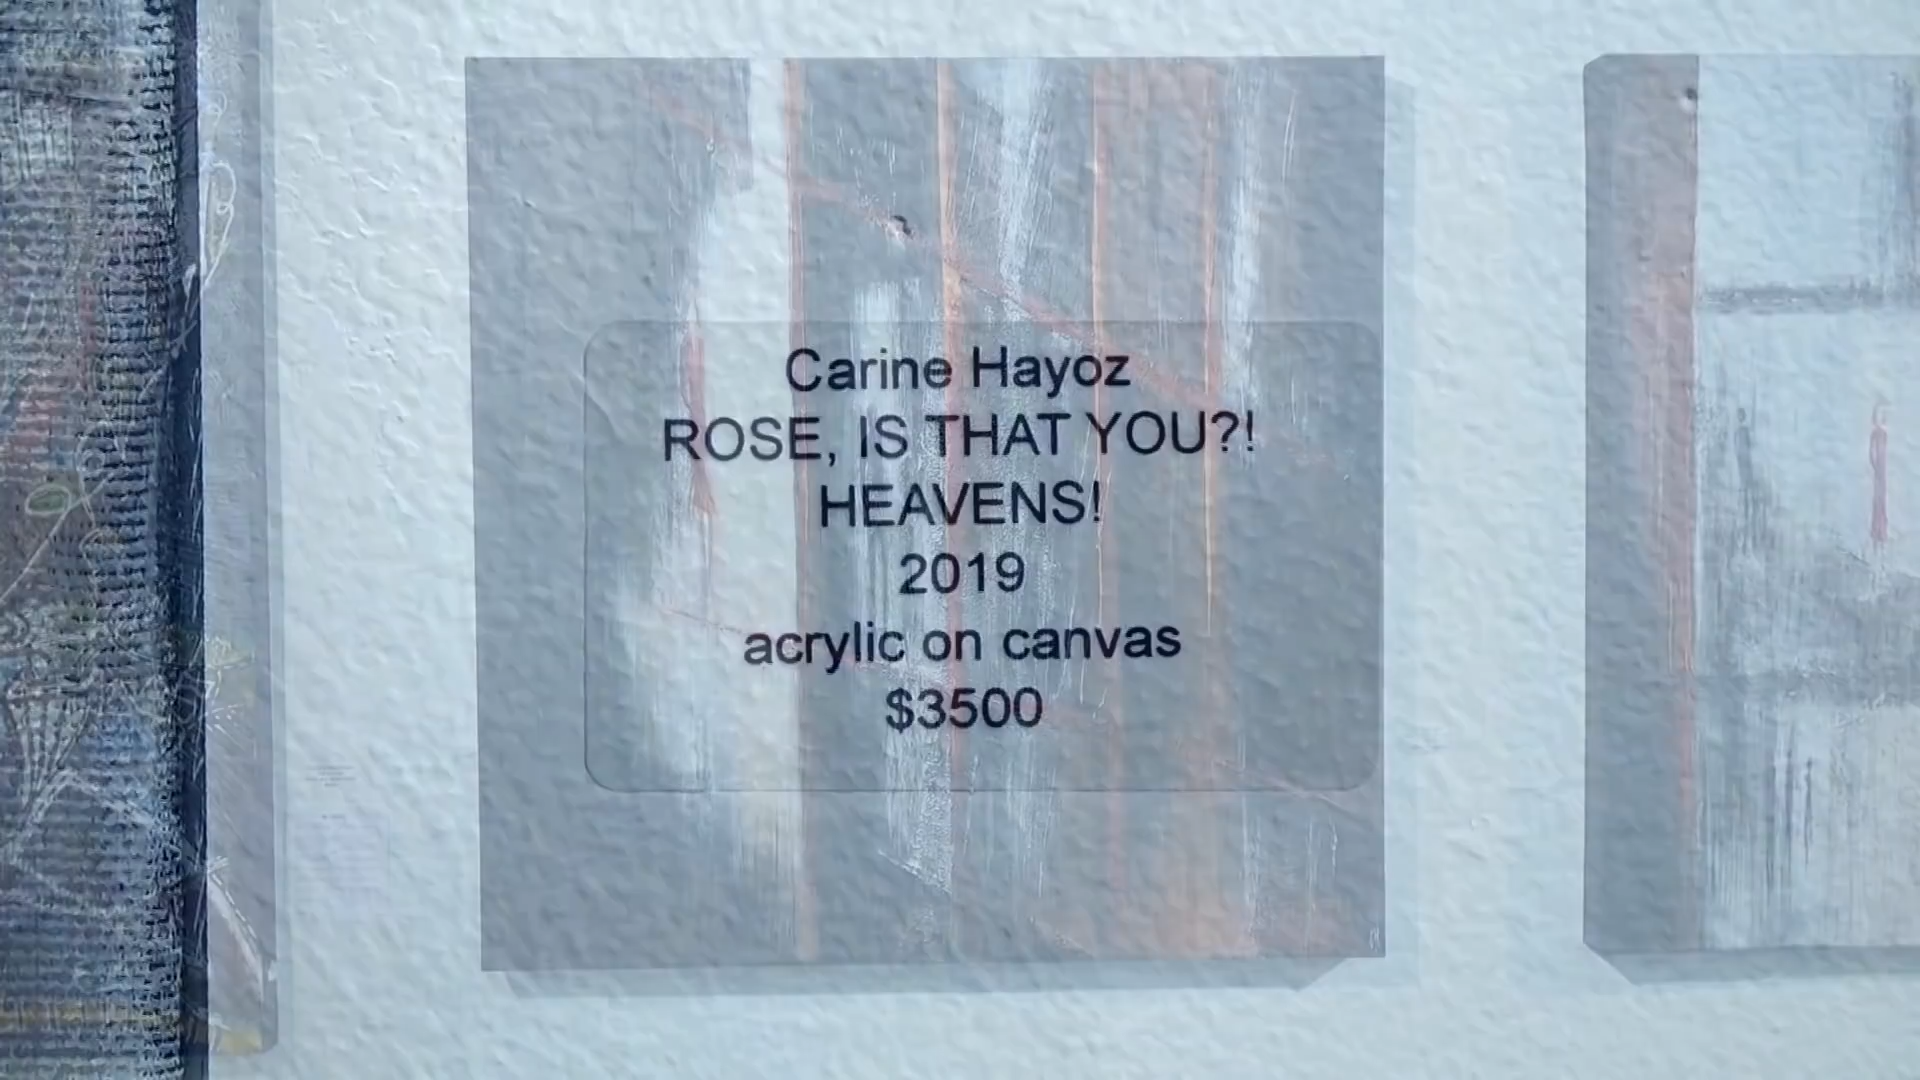 Carine Hayoz
ROSE, IS THAT YOU?!
HEAVENS!
2019
acrylic on canvas
$3500